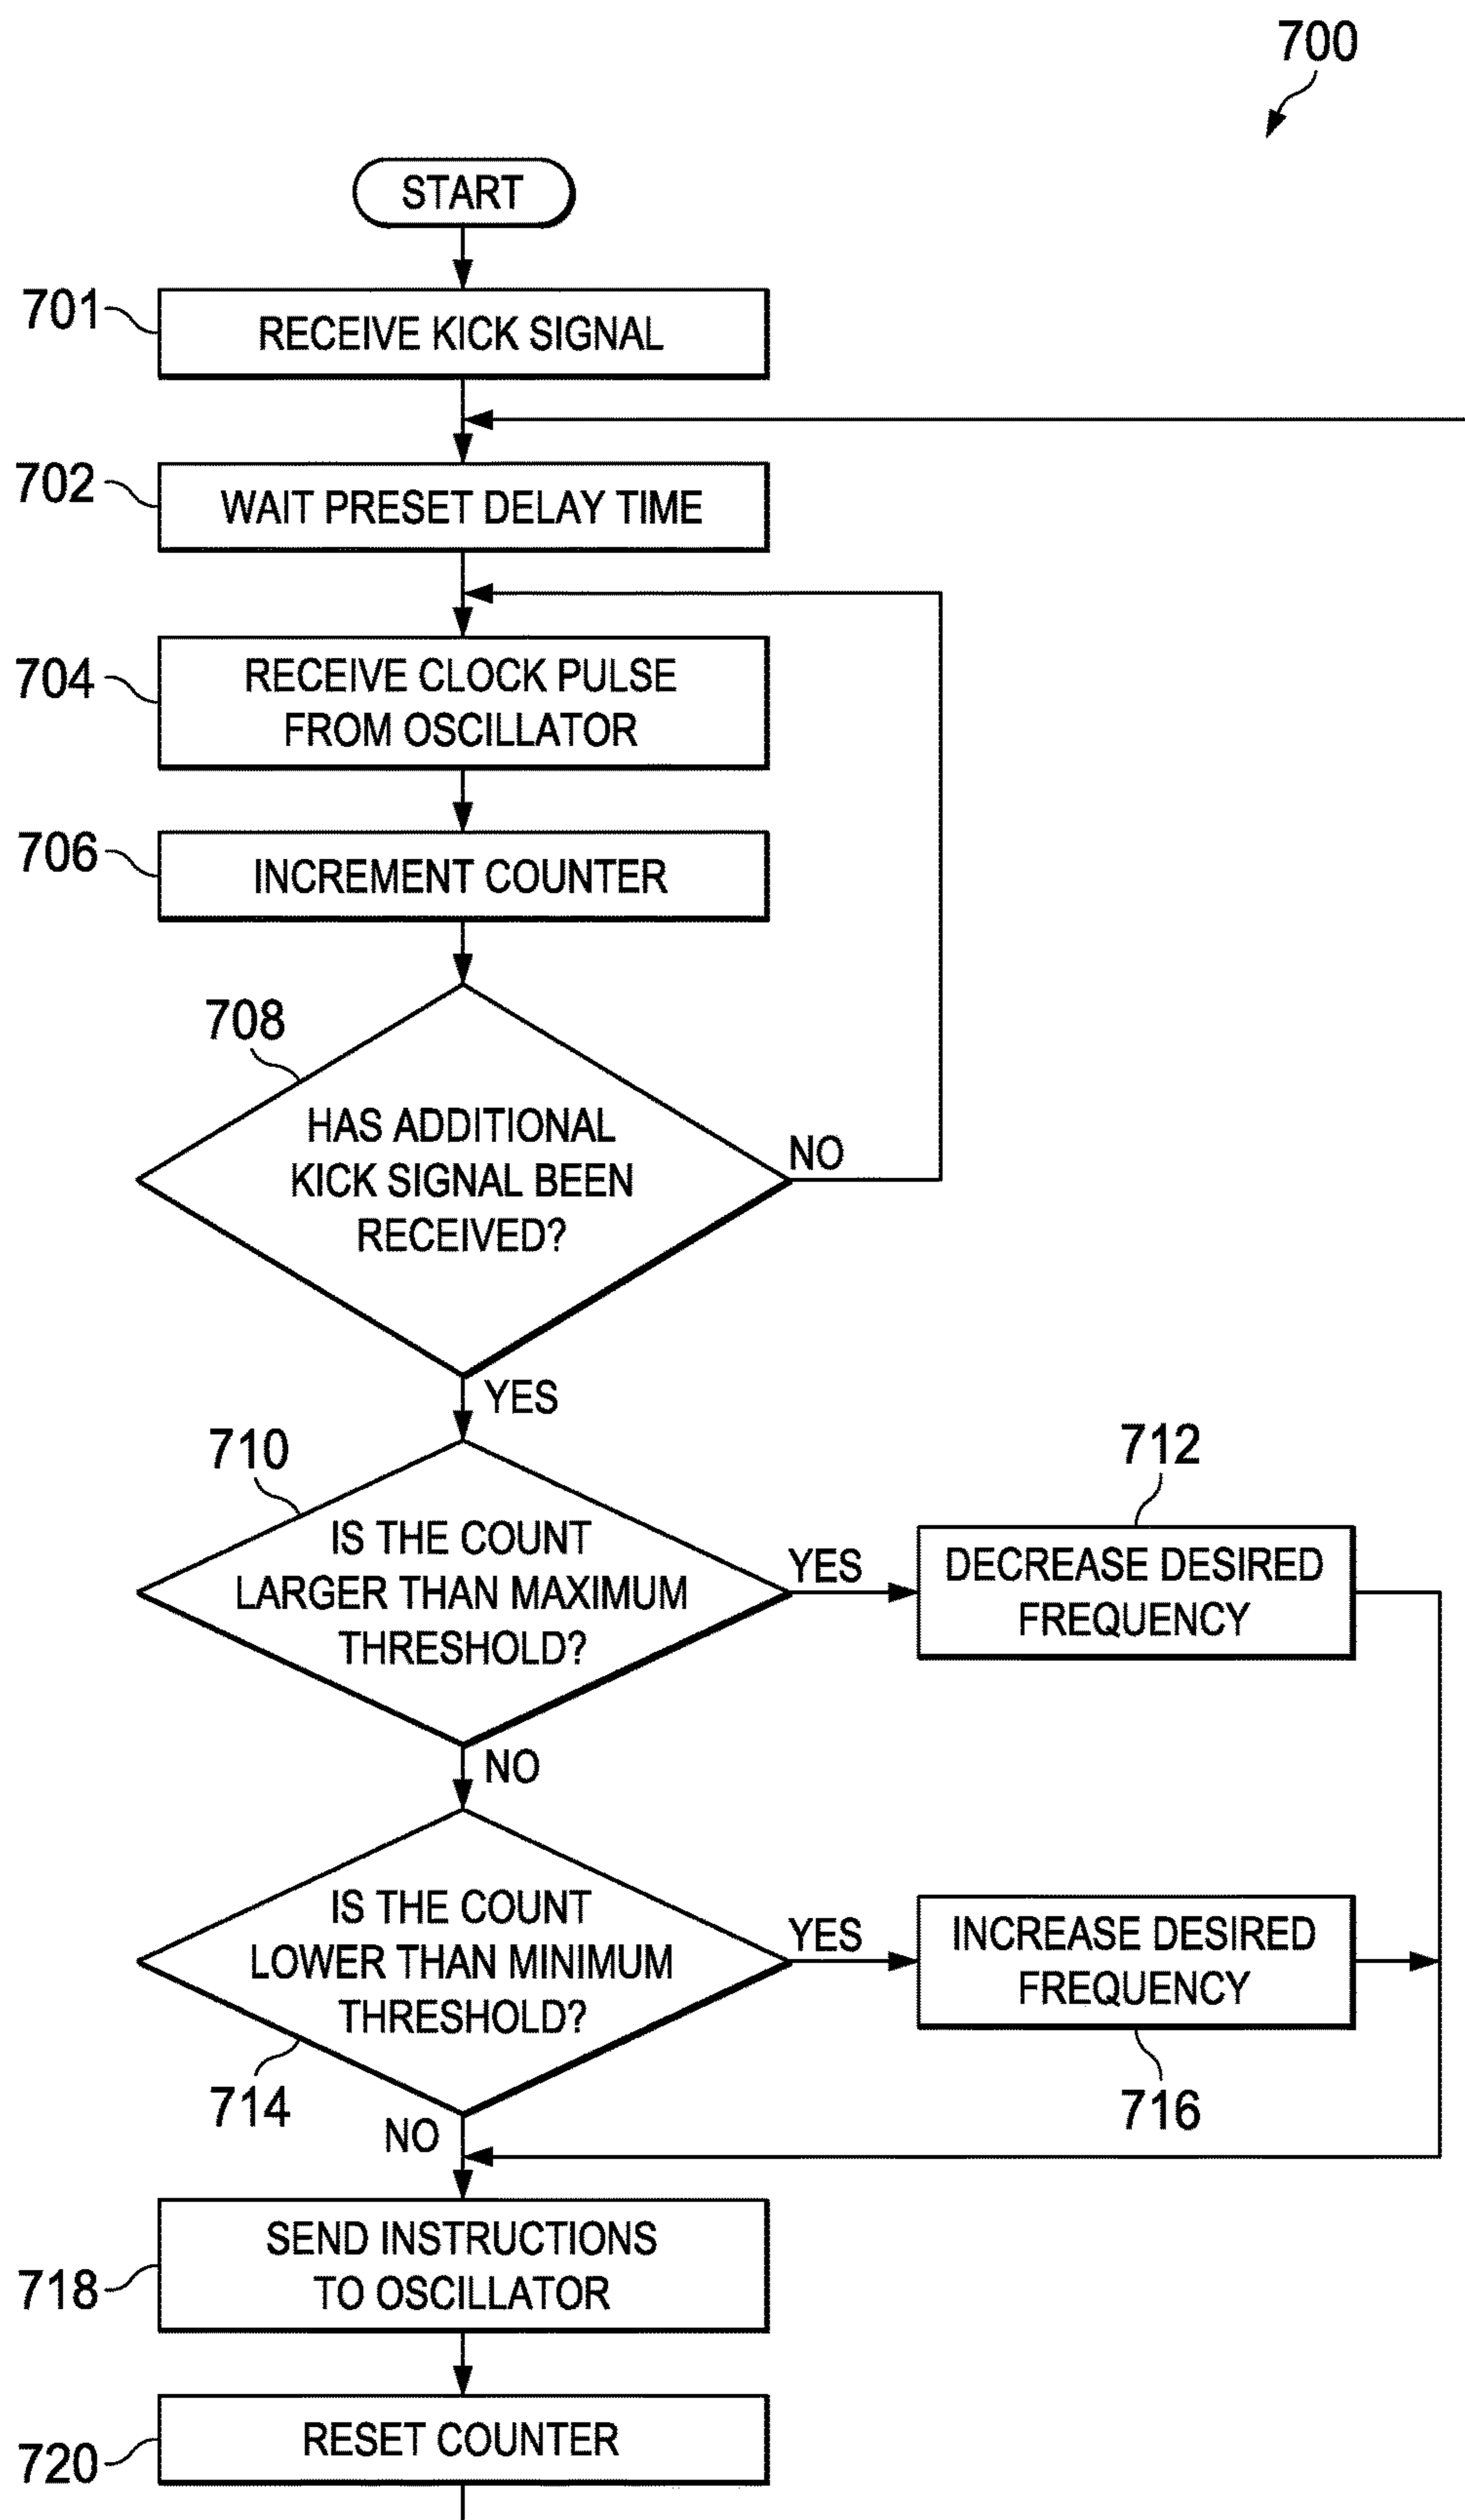 700
START
701
RECEIVE KICK SIGNAL
702
WAIT PRESET DELAY TIME
704
RECEIVE CLOCK PULSE
FROM OSCILLATOR
706
INCREMENT COUNTER
708
HAS ADDITIONAL
KICK SIGNAL BEEN
RECEIVED?
NO
YES
710
IS THE COUNT
LARGER THAN MAXIMUM
THRESHOLD?
YES
712
DECREASE DESIRED
FREQUENCY
NO
IS THE COUNT
LOWER THAN MINIMUM
THRESHOLD?
714
YES
INCREASE DESIRED
FREQUENCY
716
NO
SEND INSTRUCTIONS
TO OSCILLATOR
718
RESET COUNTER
720